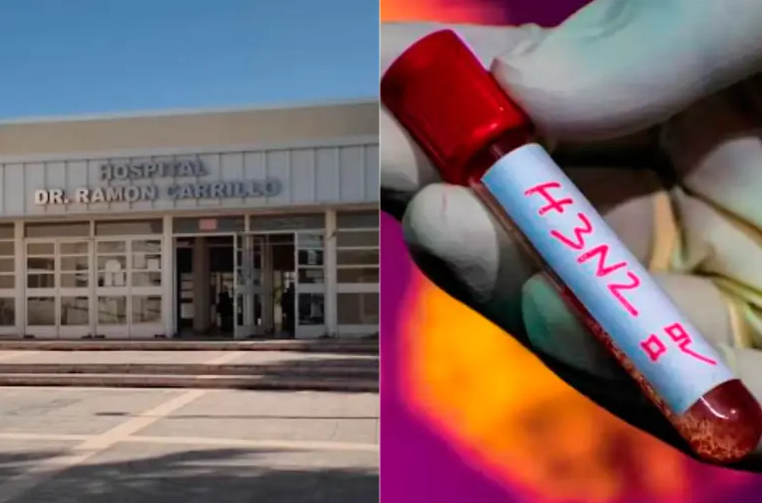 HOSPITAL
DR. RAMON CARRILLO
H3N2